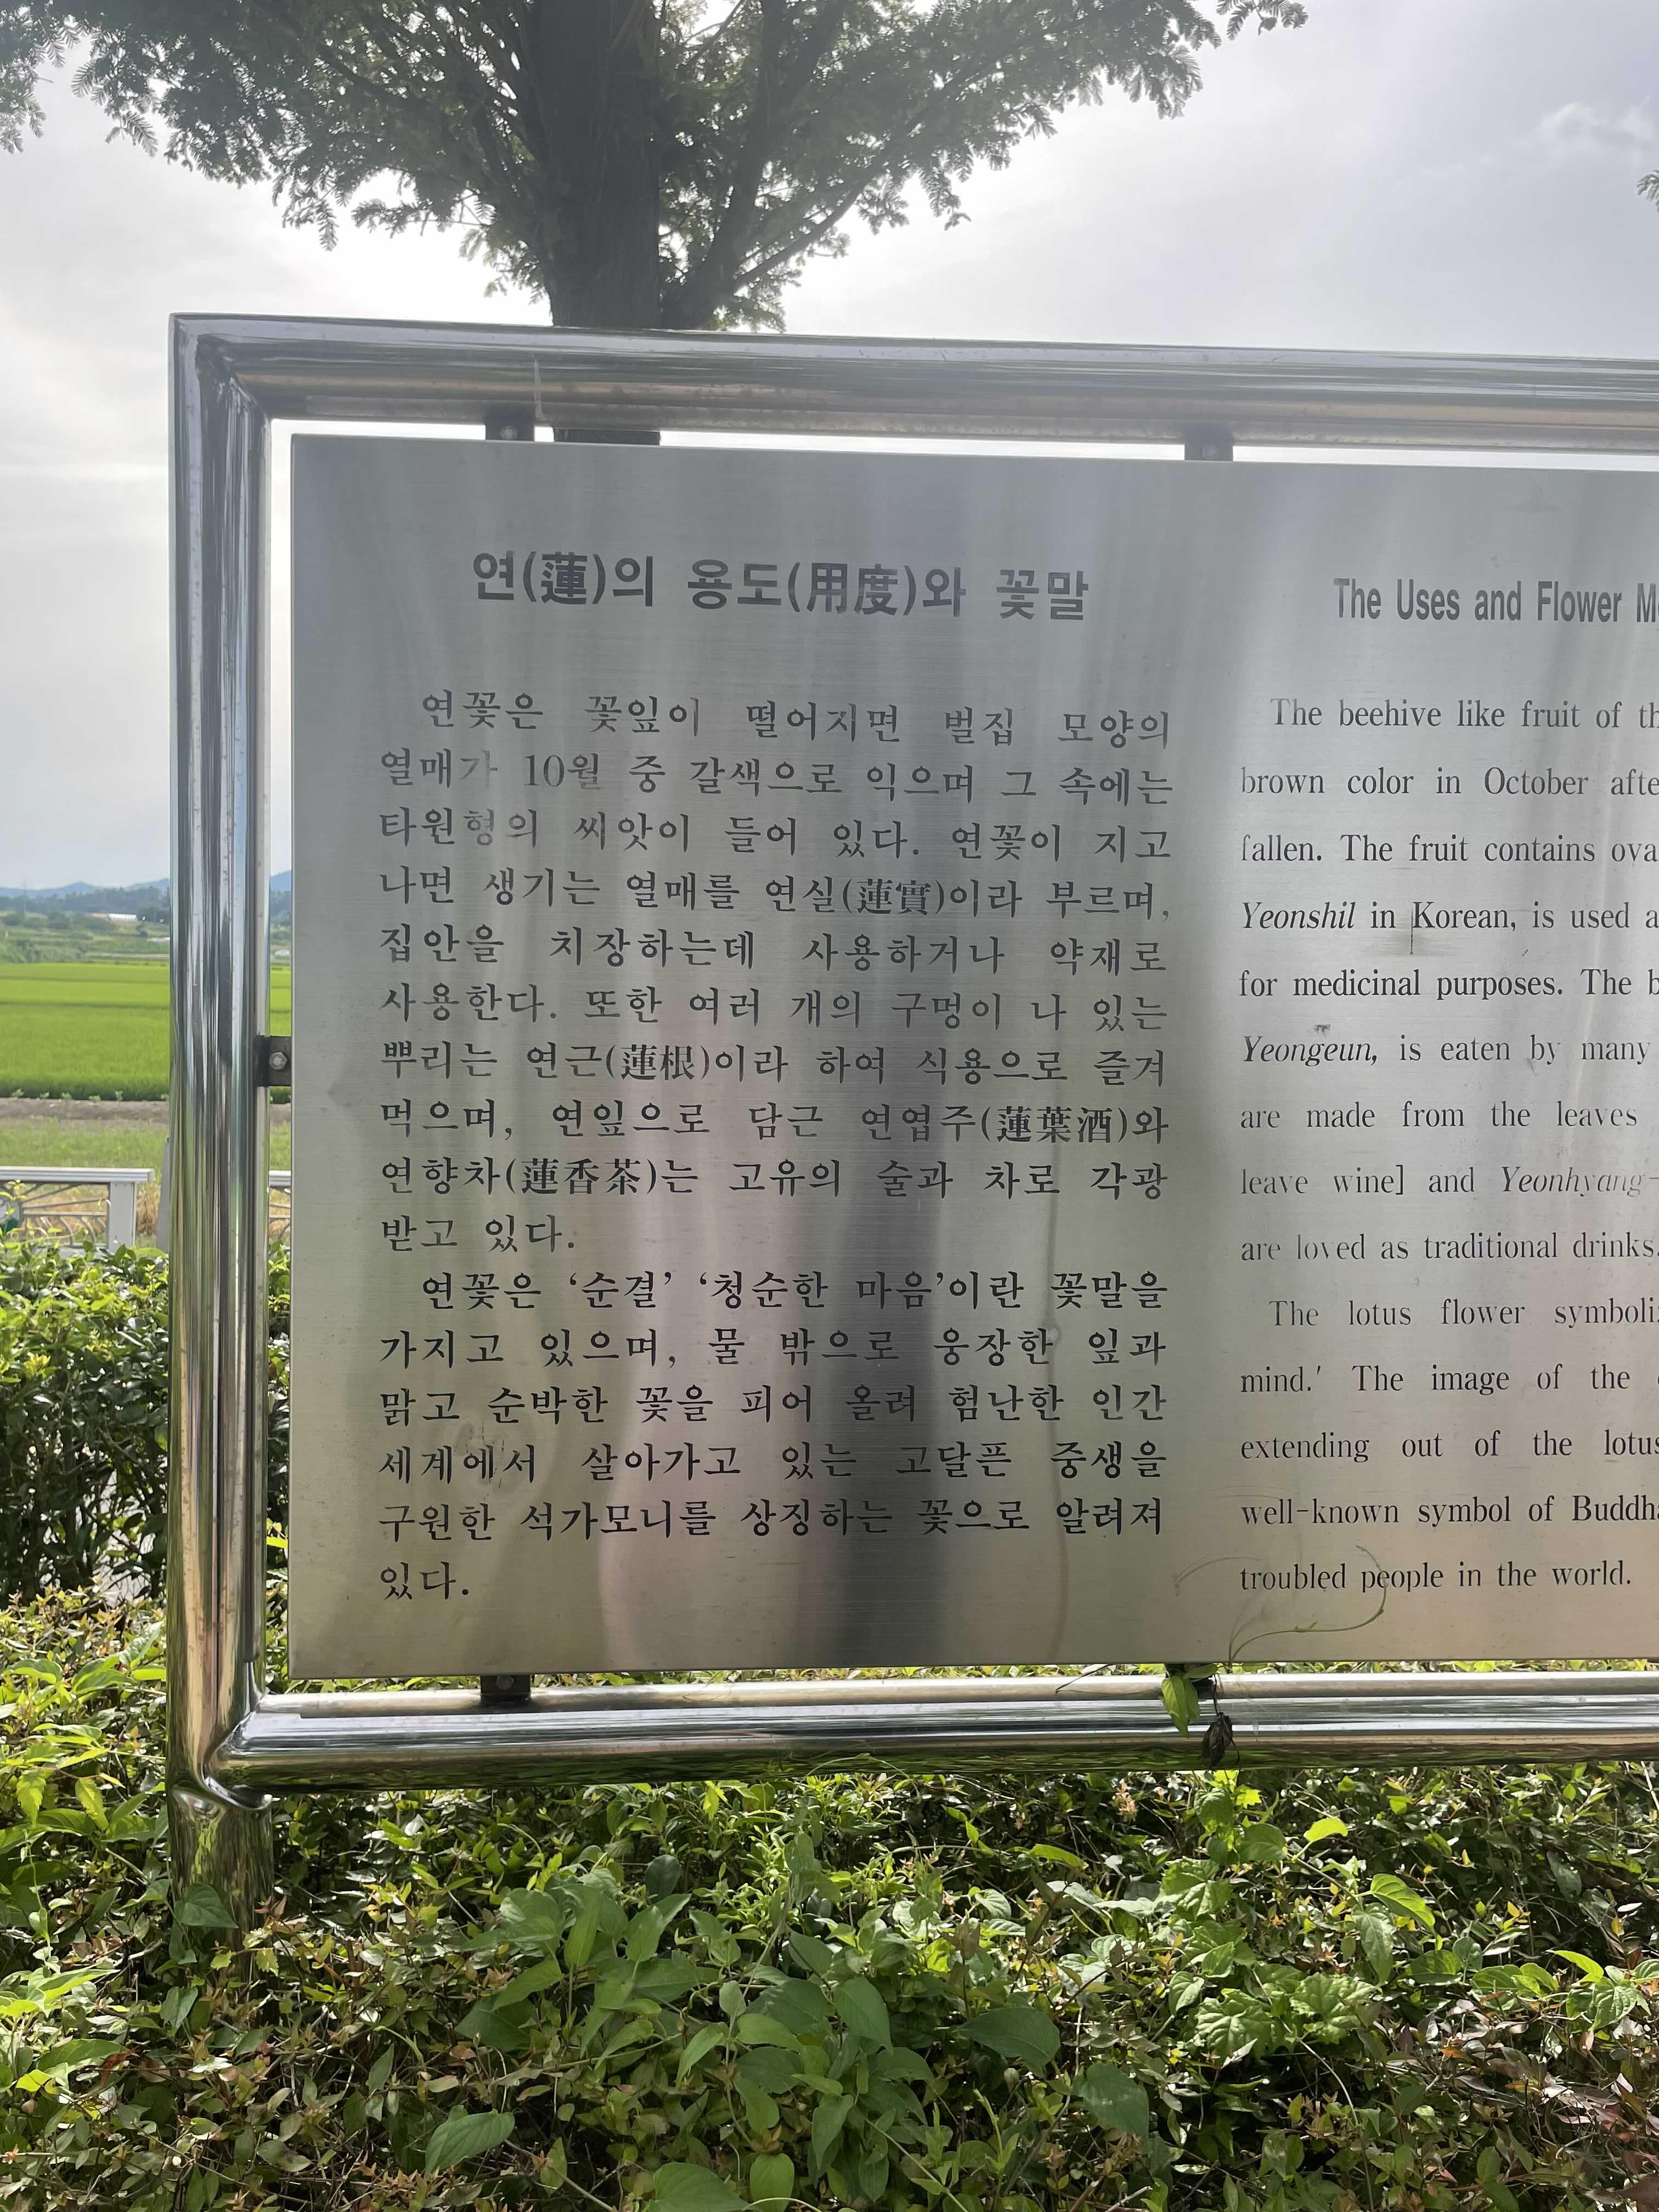 연(蓮)의 용도(用度)와 꽃말
연꽃은 꽃잎이 떨어지면 벌집 모양의
열매가 10월 중 갈색으로 익으며 그 속에는
타원형의 씨앗이 들어 있다. 연꽃이 지고
나면 생기는 열매를 연실(蓮實)이라 부르며,
집안을 치장하는데 사용하거나 약재로
사용한다. 또한 여러 개의 구멍이 나 있는
뿌리는 연근(蓮根)이라 하여 식용으로 즐겨
먹으며, 연잎으로 담근 연엽주(蓮葉酒)와
연향차(蓮香茶)는 고유의 술과 차로 각광
받고 있다.
연꽃은 ‘순결’ ‘청순한 마음’이란 꽃말을
가지고 있으며, 물 밖으로 웅장한 잎과
맑고 순박한 꽃을 피어 올려 험난한 인간
세계에서 살아가고 있는 고달픈 중생을
구원한 석가모니를 상징하는 꽃으로 알려져
있다.
The Uses and Flower
The beehive like fruit of
brown color in October
fallen. The fruit contains
Yeonshil in Korean, is used
for medicinal purposes. The
Yeongeun, is eaten by many
are made from the leaves
leave wine] and Yeonhyang-
are loved as traditional drinks.
The lotus flower
mind.' The image of the
extending out of the
well-known symbol of
troubled people in the world.